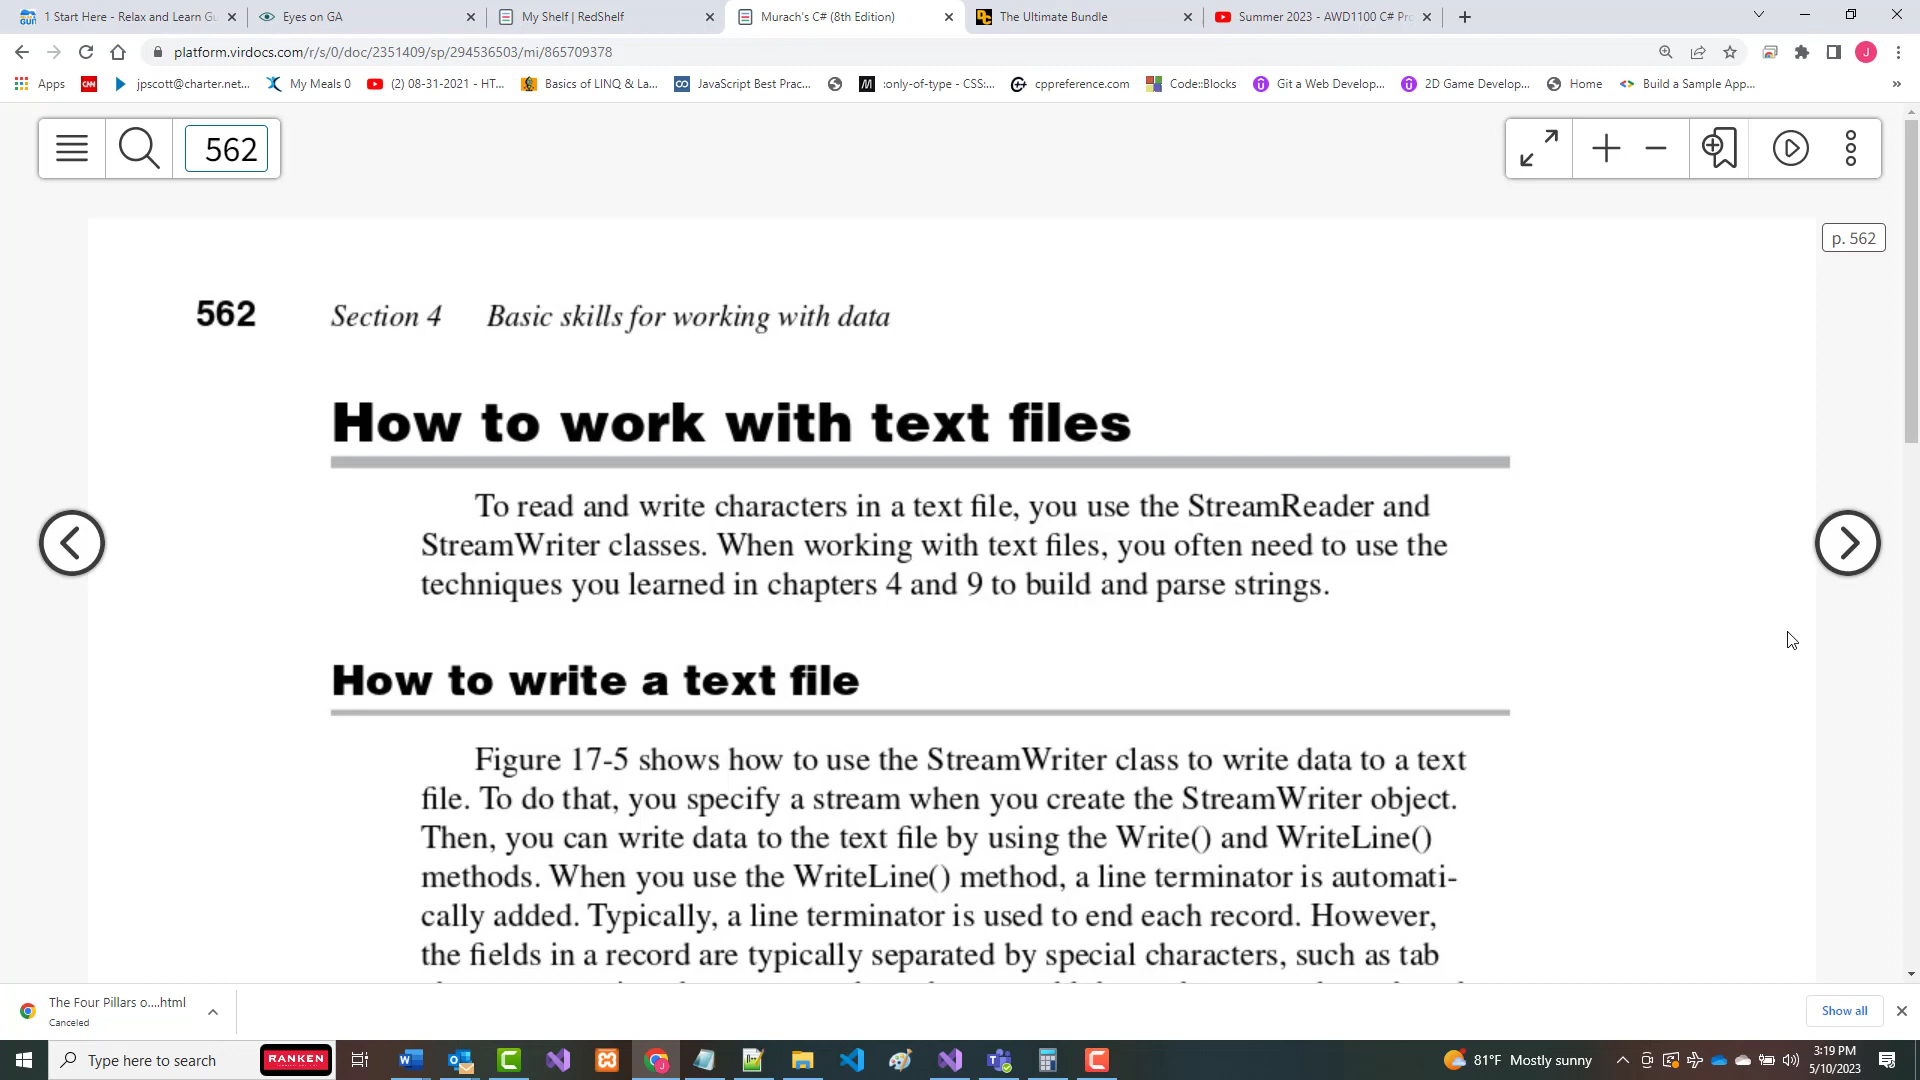 1 Start Here - Relax and Learn Gu
Eyes on GA
My Shelf | RedShelf
Murach's C# (8th Edition)
The Ultimate Bundle
Summer 2023 - AWD1100 C# Pro
platform.virdocs.com/r/s/0/doc/2351409/sp/294536503/mi/865709378
J
Apps
CNN
jpscott@charter.net...
My Meals 0
(2) 08-31-2021 - HT...
Basics of LINQ & La...
JavaScript Best Prac...
:only-of-type - CSS:...
cppreference.com
Code::Blocks
Git a Web Develop...
2D Game Develop...
Home
Build a Sample App...
»
562
p. 562
562 Section 4 Basic skills for working with data
How to work with text files
To read and write characters in a text file, you use the StreamReader and
StreamWriter classes. When working with text files, you often need to use the
techniques you learned in chapters 4 and 9 to build and parse strings.
How to write a text file
Figure 17-5 shows how to use the StreamWriter class to write data to a text
file. To do that, you specify a stream when you create the StreamWriter object.
Then, you can write data to the text file by using the Write() and WriteLine()
methods. When you use the WriteLine() method, a line terminator is automati-
cally added. Typically, a line terminator is used to end each record. However,
the fields in a record are typically separated by special characters, such as tab
The Four Pillars o....html
Canceled
Show all
Type here to search
RANKEN
81°F Mostly sunny
3:19 PM
5/10/2023